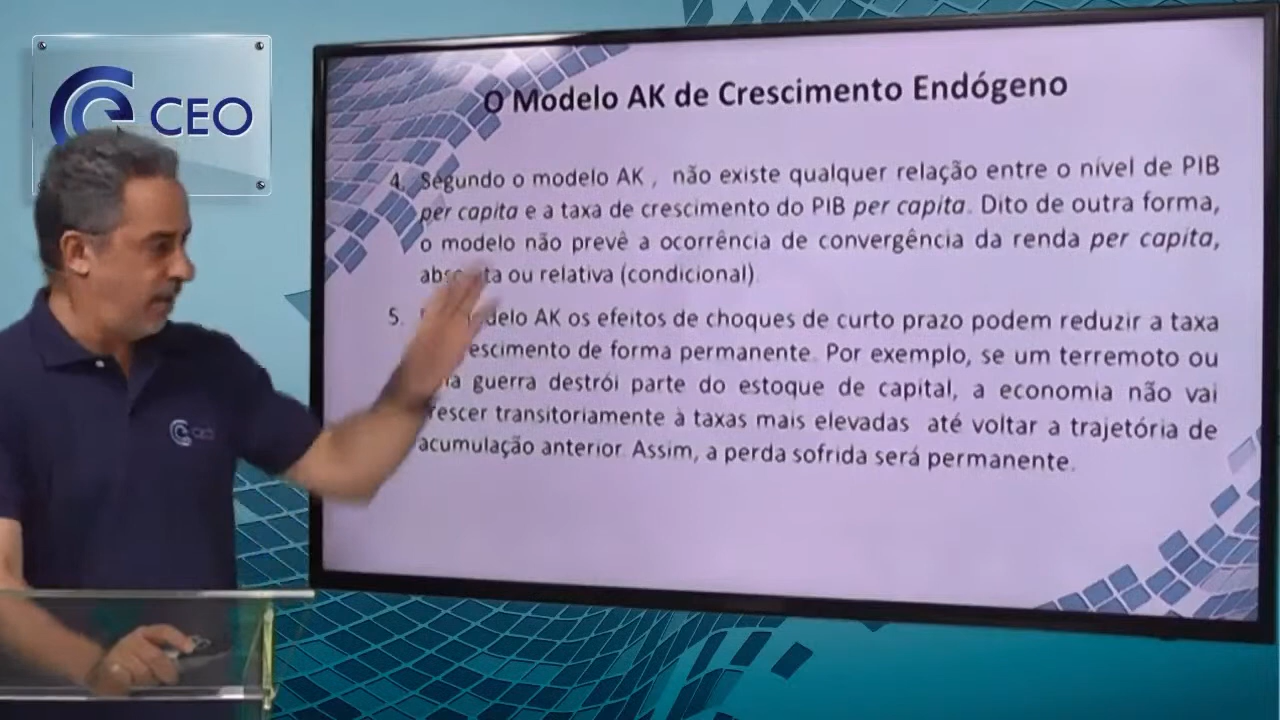 CEO
O Modelo AK de Crescimento Endógeno
4. Segundo o modelo AK , não existe qualquer relação entre o nível de PIB
per capita e a taxa de crescimento do PIB per capita. Dito de outra forma,
o modelo não prevê a ocorrência de convergência da renda per capita,
ou relativa (condicional).
5. AK os efeitos de choques de curto prazo podem reduzir a taxa
de forma permanente. Por exemplo, se um terremoto ou
guerra destrói parte do estoque de capital, a economia não vai
transitoriamente à taxas mais elevadas até voltar a trajetória de
acumulação anterior. Assim, a perda sofrida será permanente.